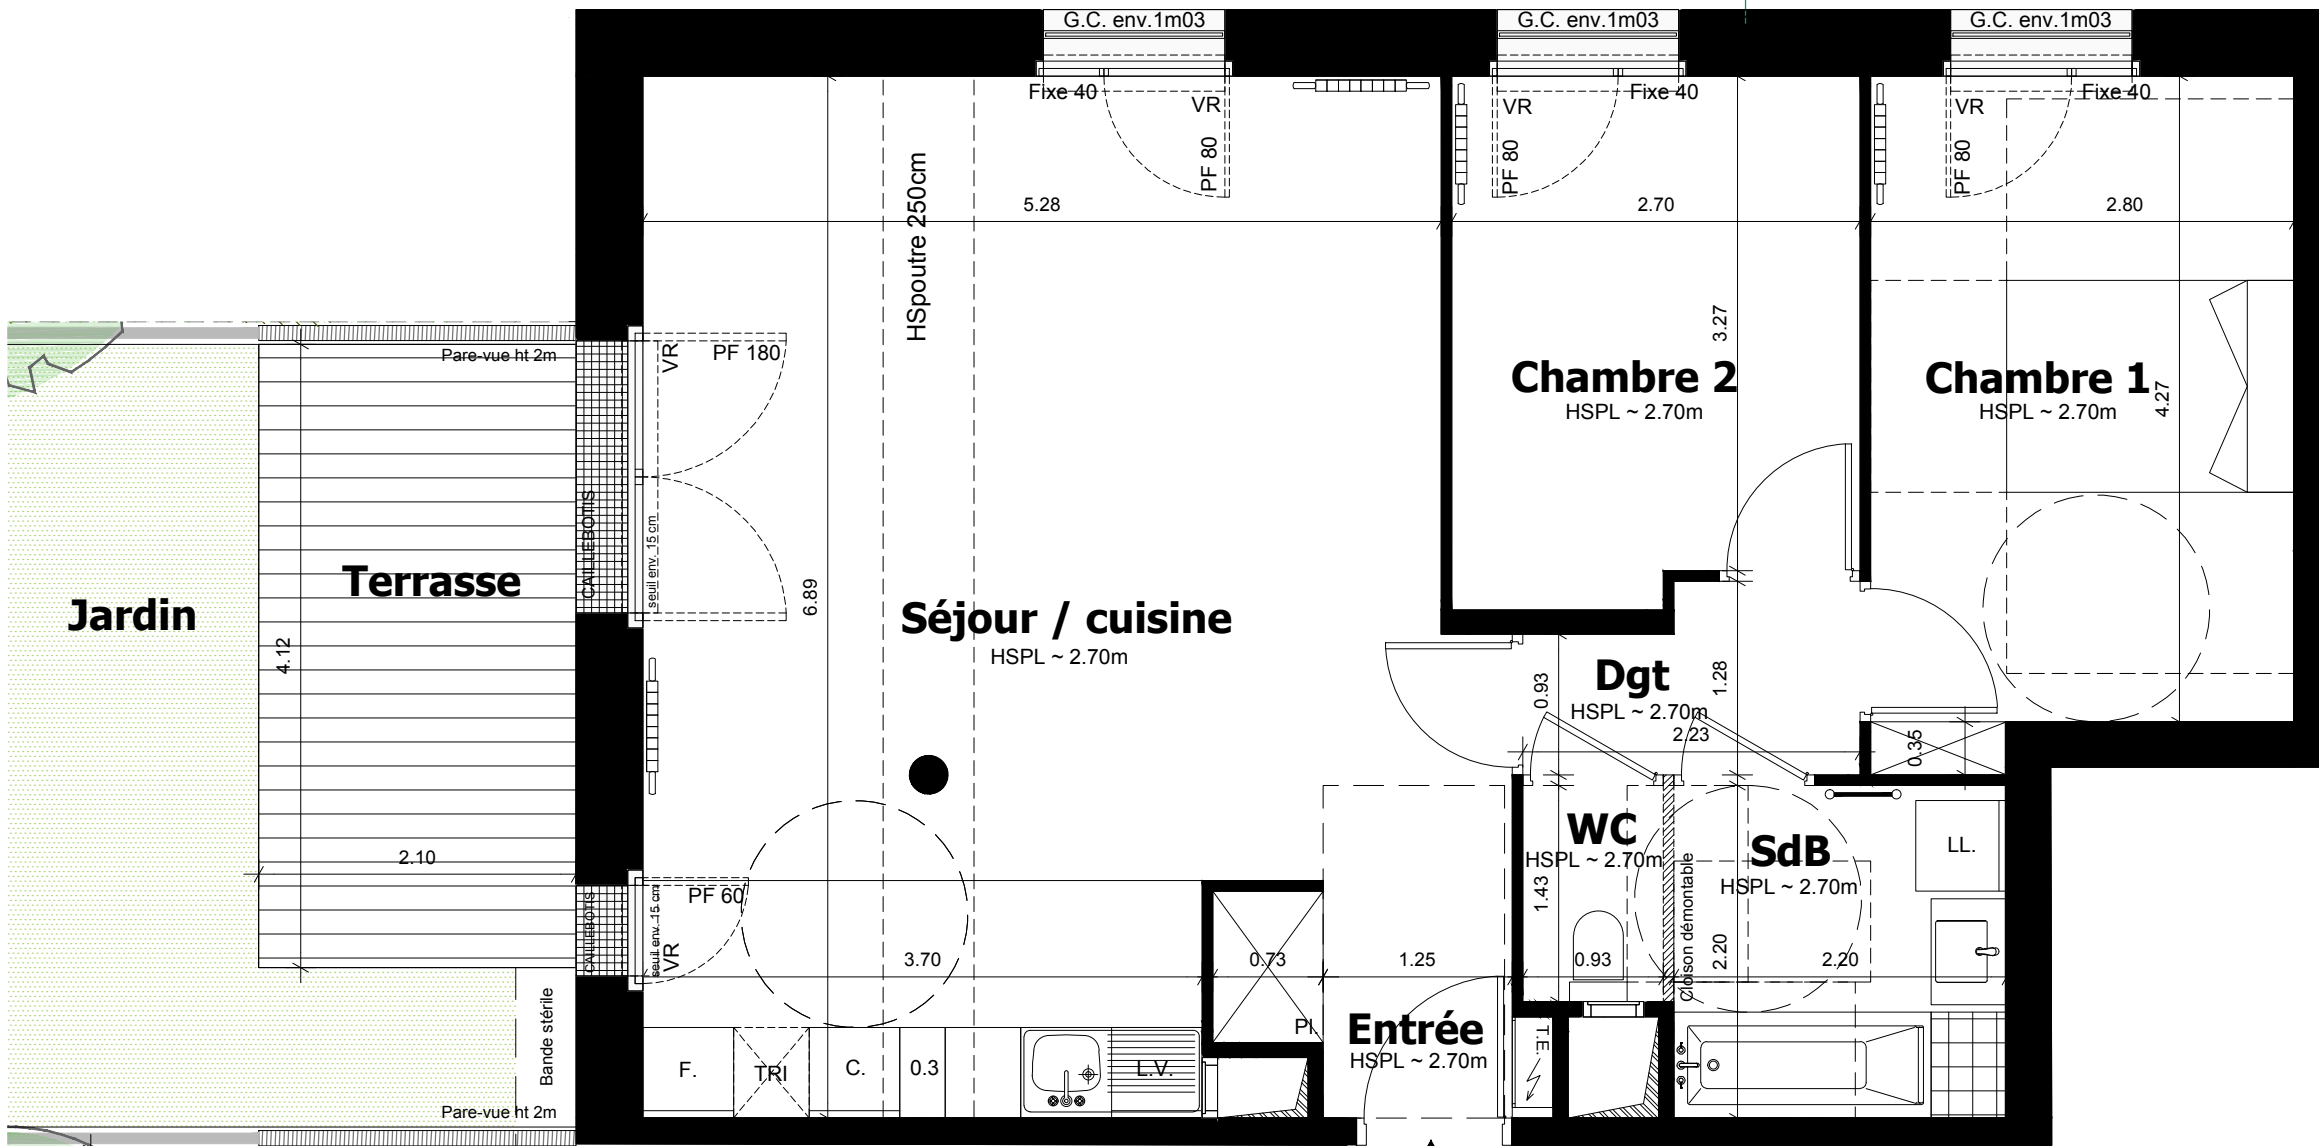 G.C. env.1m03
G.C. env.1m03
G.C. env.1m03
Fixe 40
VR
PF 80
VR
PF 80
Fixe 40
VR
PF 80
Fixe 40
HSpoutre 250cm
5.28
2.70
2.80
3.27
4.27
Pare-vue ht 2m
VR
PF 180
Chambre 2
HSPL ~ 2.70m
Chambre 1
HSPL ~ 2.70m
CAILLEBOTIS
seuil env. 15 cm
6.89
Jardin
Terrasse
4.12
2.10
Séjour / cuisine
HSPL ~ 2.70m
Dgt
HSPL ~ 2.70m
0.93
1.28
2.23
0.35
WC
HSPL ~ 2.70m
1.43
0.93
Cloison démontable
SdB
HSPL ~ 2.70m
LL.
2.20
2.20
CAILLEBOTIS
seuil env. 15 cm
PF 60
VR
3.70
0.73
1.25
Pl.
Entrée
HSPL ~ 2.70m
T.E.
Bande stérile
F.
TRI
C.
0.3
L.V.
Pare-vue ht 2m